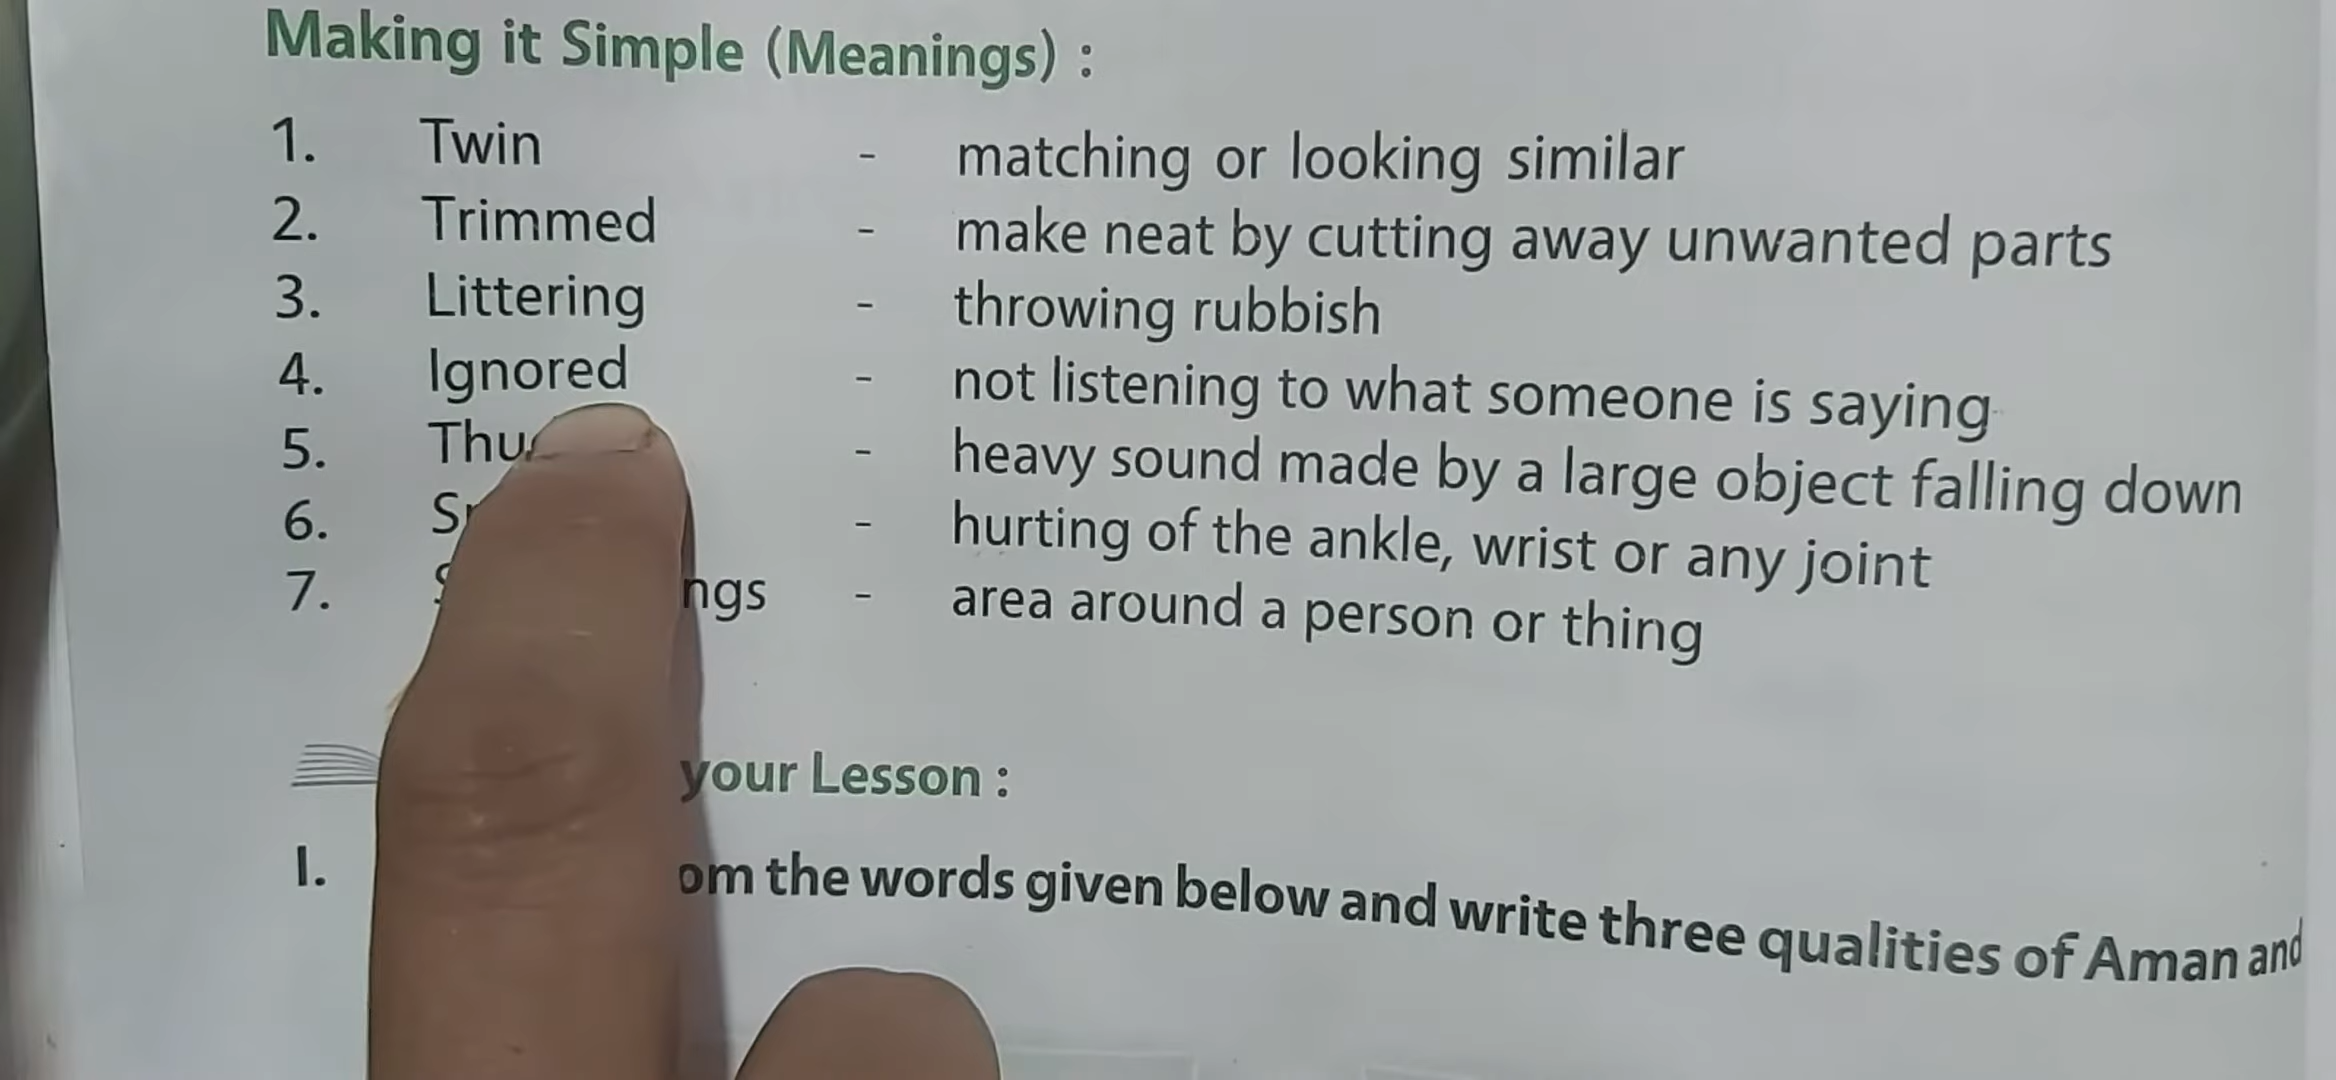 Making it Simple (Meanings) :
1. Twin - matching or looking similar
2. Trimmed - make neat by cutting away unwanted parts
3. Littering - throwing rubbish
4. Ignored - not listening to what someone is saying
5. - heavy sound made by a large object falling down
6. - hurting of the ankle, wrist or any joint
7. - area around a person or thing
your Lesson :
I. the words given below and write three qualities of Aman and